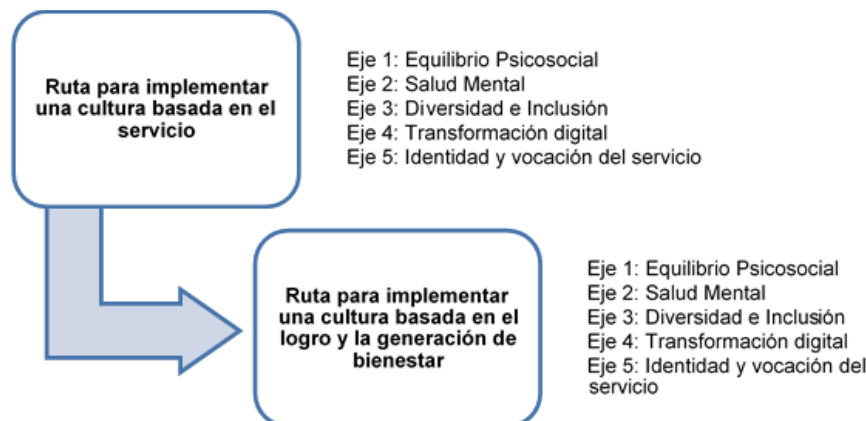 Ruta para implementar
una cultura basada en el
servicio
Eje 1: Equilibrio Psicosocial
Eje 2: Salud Mental
Eje 3: Diversidad e Inclusión
Eje 4: Transformación digital
Eje 5: Identidad y vocación del servicio
Ruta para implementar
una cultura basada en el
logro y la generación de
bienestar
Eje 1: Equilibrio Psicosocial
Eje 2: Salud Mental
Eje 3: Diversidad e Inclusión
Eje 4: Transformación digital
Eje 5: Identidad y vocación del
servicio